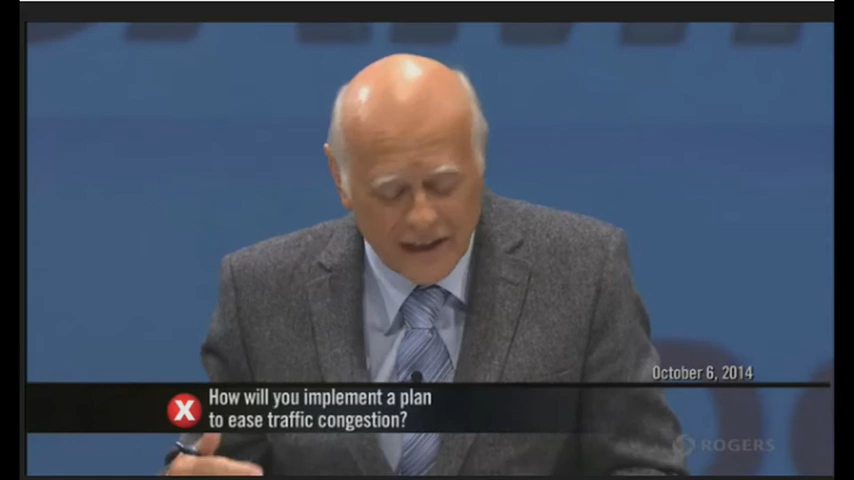 October 6, 2014
X
How will you implement a plan
to ease traffic congestion?
ROGERS